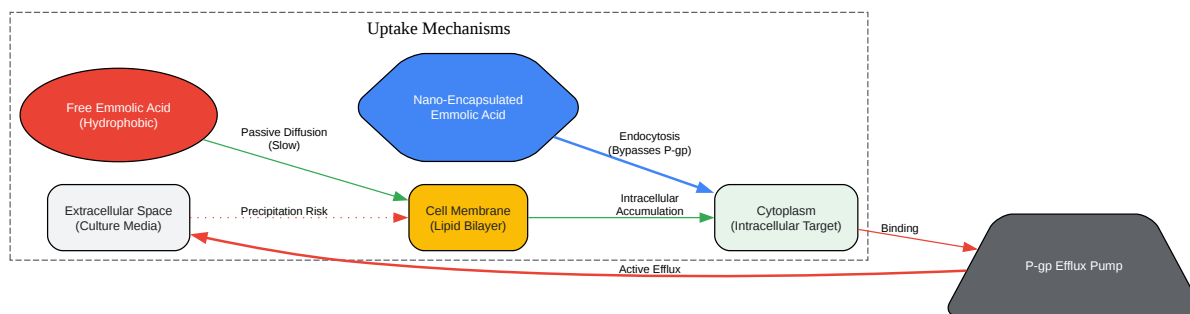 Uptake Mechanisms
Free Emmolic Acid
(Hydrophobic)
Nano-Encapsulated
Emmolic Acid
Passive Diffusion
(Slow)
Endocytosis
(Bypasses P-gp)
Extracellular Space
(Culture Media)
Precipitation Risk
Cell Membrane
(Lipid Bilayer)
Intracellular
Accumulation
Cytoplasm
(Intracellular Target)
Binding
P-gp Efflux Pump
Active Efflux